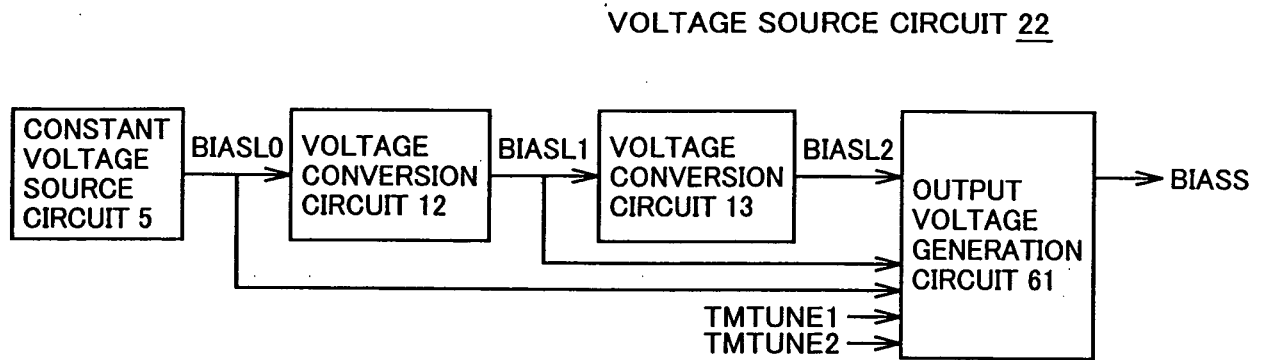 VOLTAGE SOURCE CIRCUIT 22
CONSTANT
VOLTAGE
SOURCE
CIRCUIT 5
BIASL0
VOLTAGE
CONVERSION
CIRCUIT 12
BIASL1
VOLTAGE
CONVERSION
CIRCUIT 13
BIASL2
OUTPUT
VOLTAGE
GENERATION
CIRCUIT 61
BIASS
TMTUNE1
TMTUNE2